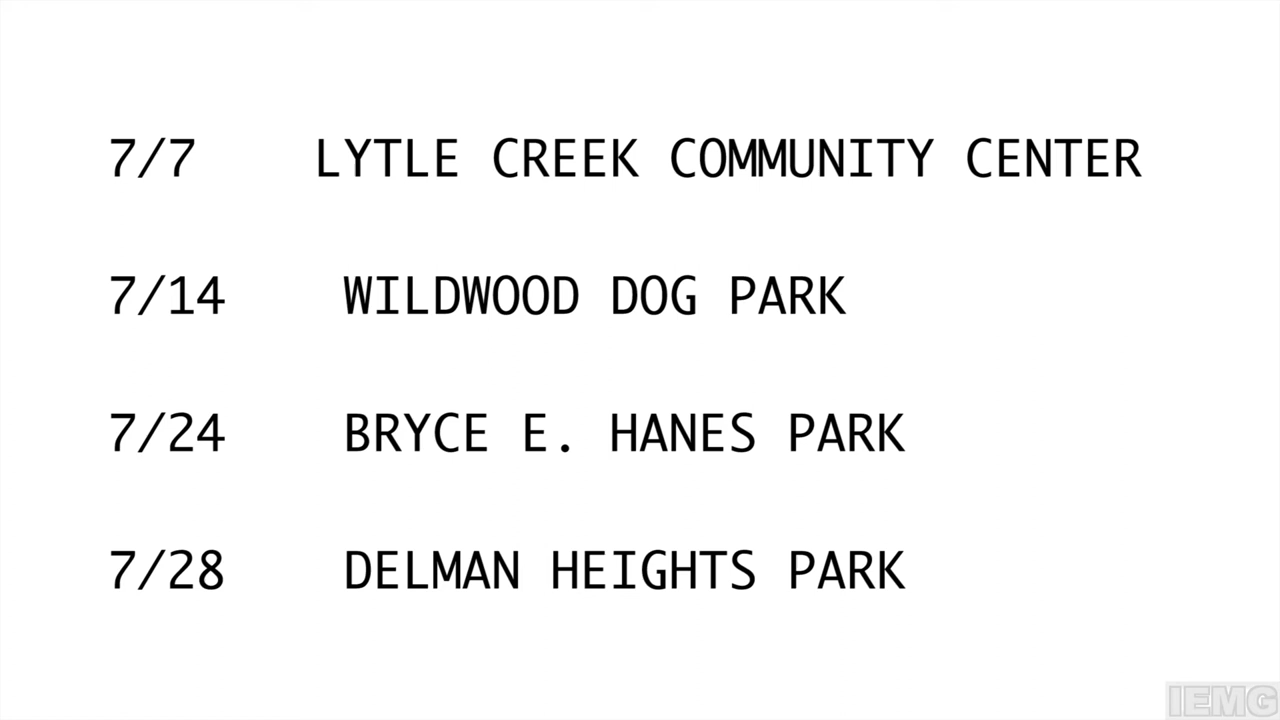 7/7 LYTLE CREEK COMMUNITY CENTER
7/14 WILDWOOD DOG PARK
7/24 BRYCE E. HANES PARK
7/28 DELMAN HEIGHTS PARK
IEMG